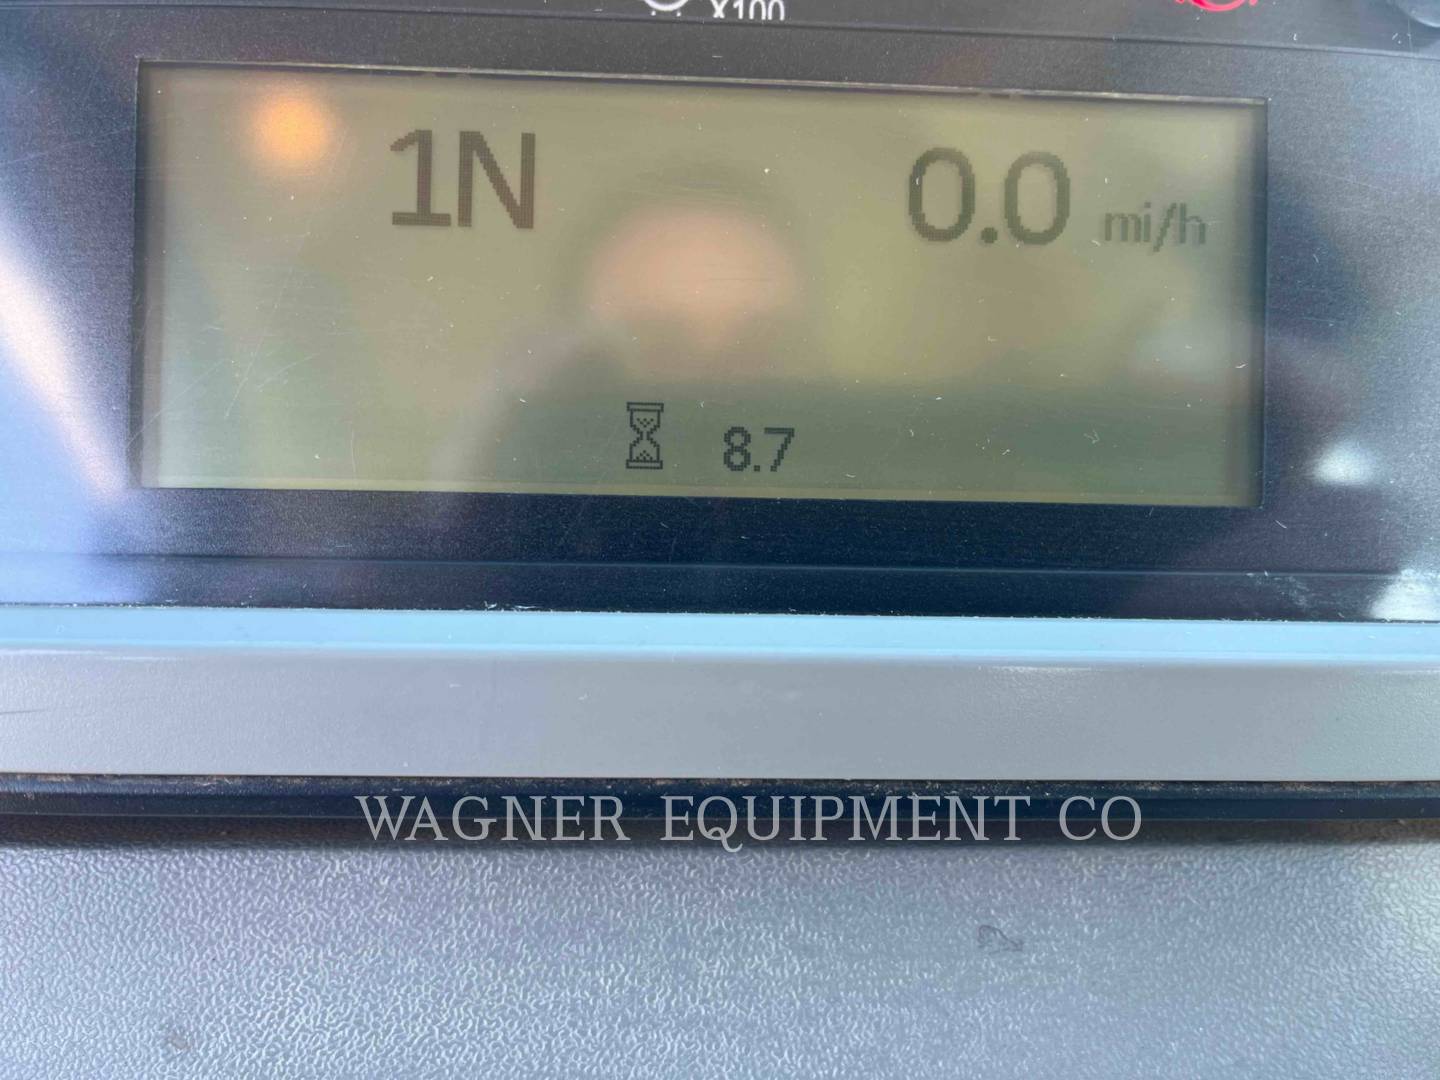 X100
1N 0.0 mi/h
8.7
WAGNER EQUIPMENT CO